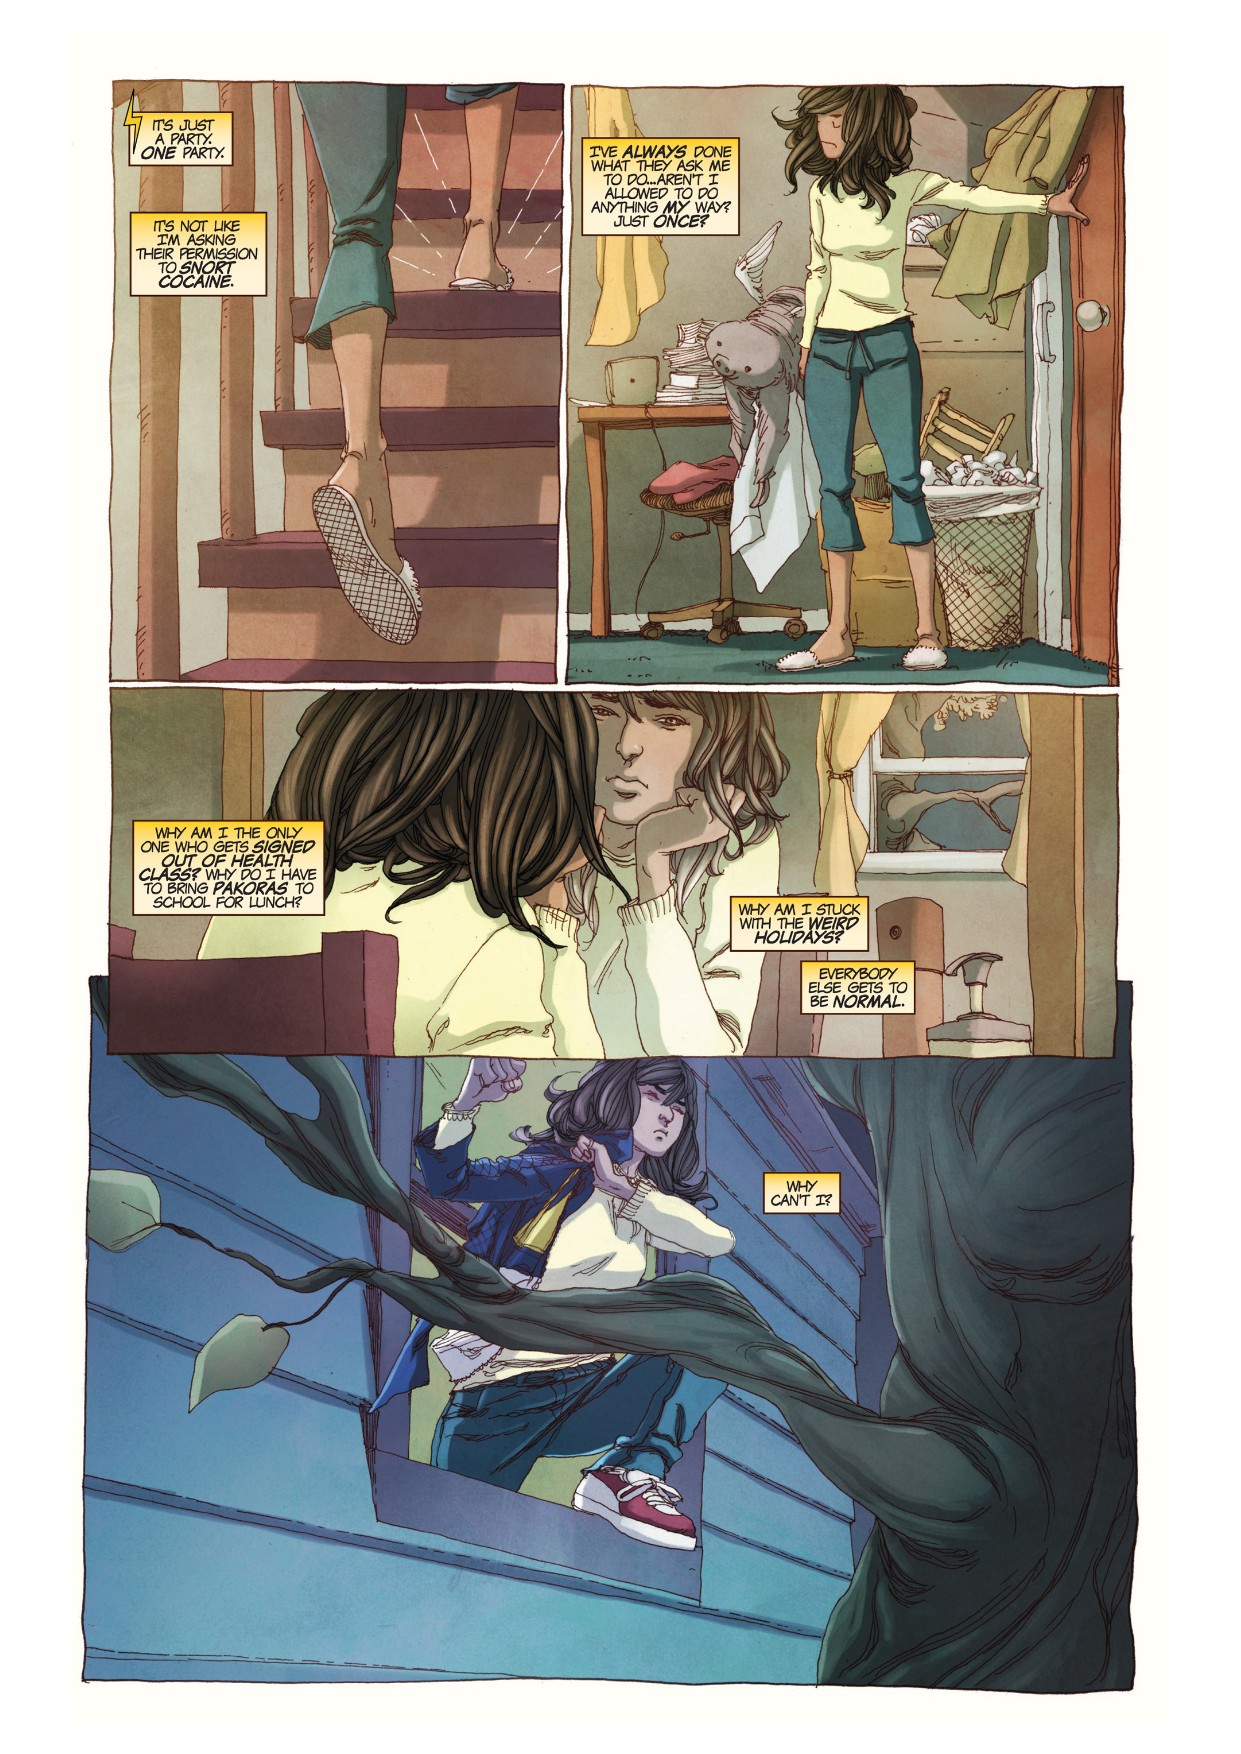 IT'S JUST
A PARTY.
ONE PARTY.
IT'S NOT LIKE
I'M ASKING
THEIR PERMISSION
TO SNORT
COCAINE.
I'VE ALWAYS DONE
WHAT THEY ASK ME
TO DO...AREN'T I
ALLOWED TO DO
ANYTHING MY WAY?
JUST ONCE?
WHY AM I THE ONLY
ONE WHO GETS SIGNED
OUT OF HEALTH
CLASS? WHY DO I HAVE
TO BRING PAKORAS TO
SCHOOL FOR LUNCH?
WHY AM I STUCK
WITH THE WEIRD
HOLIDAYS?
EVERYBODY
ELSE GETS TO
BE NORMAL.
WHY
CAN'T I?